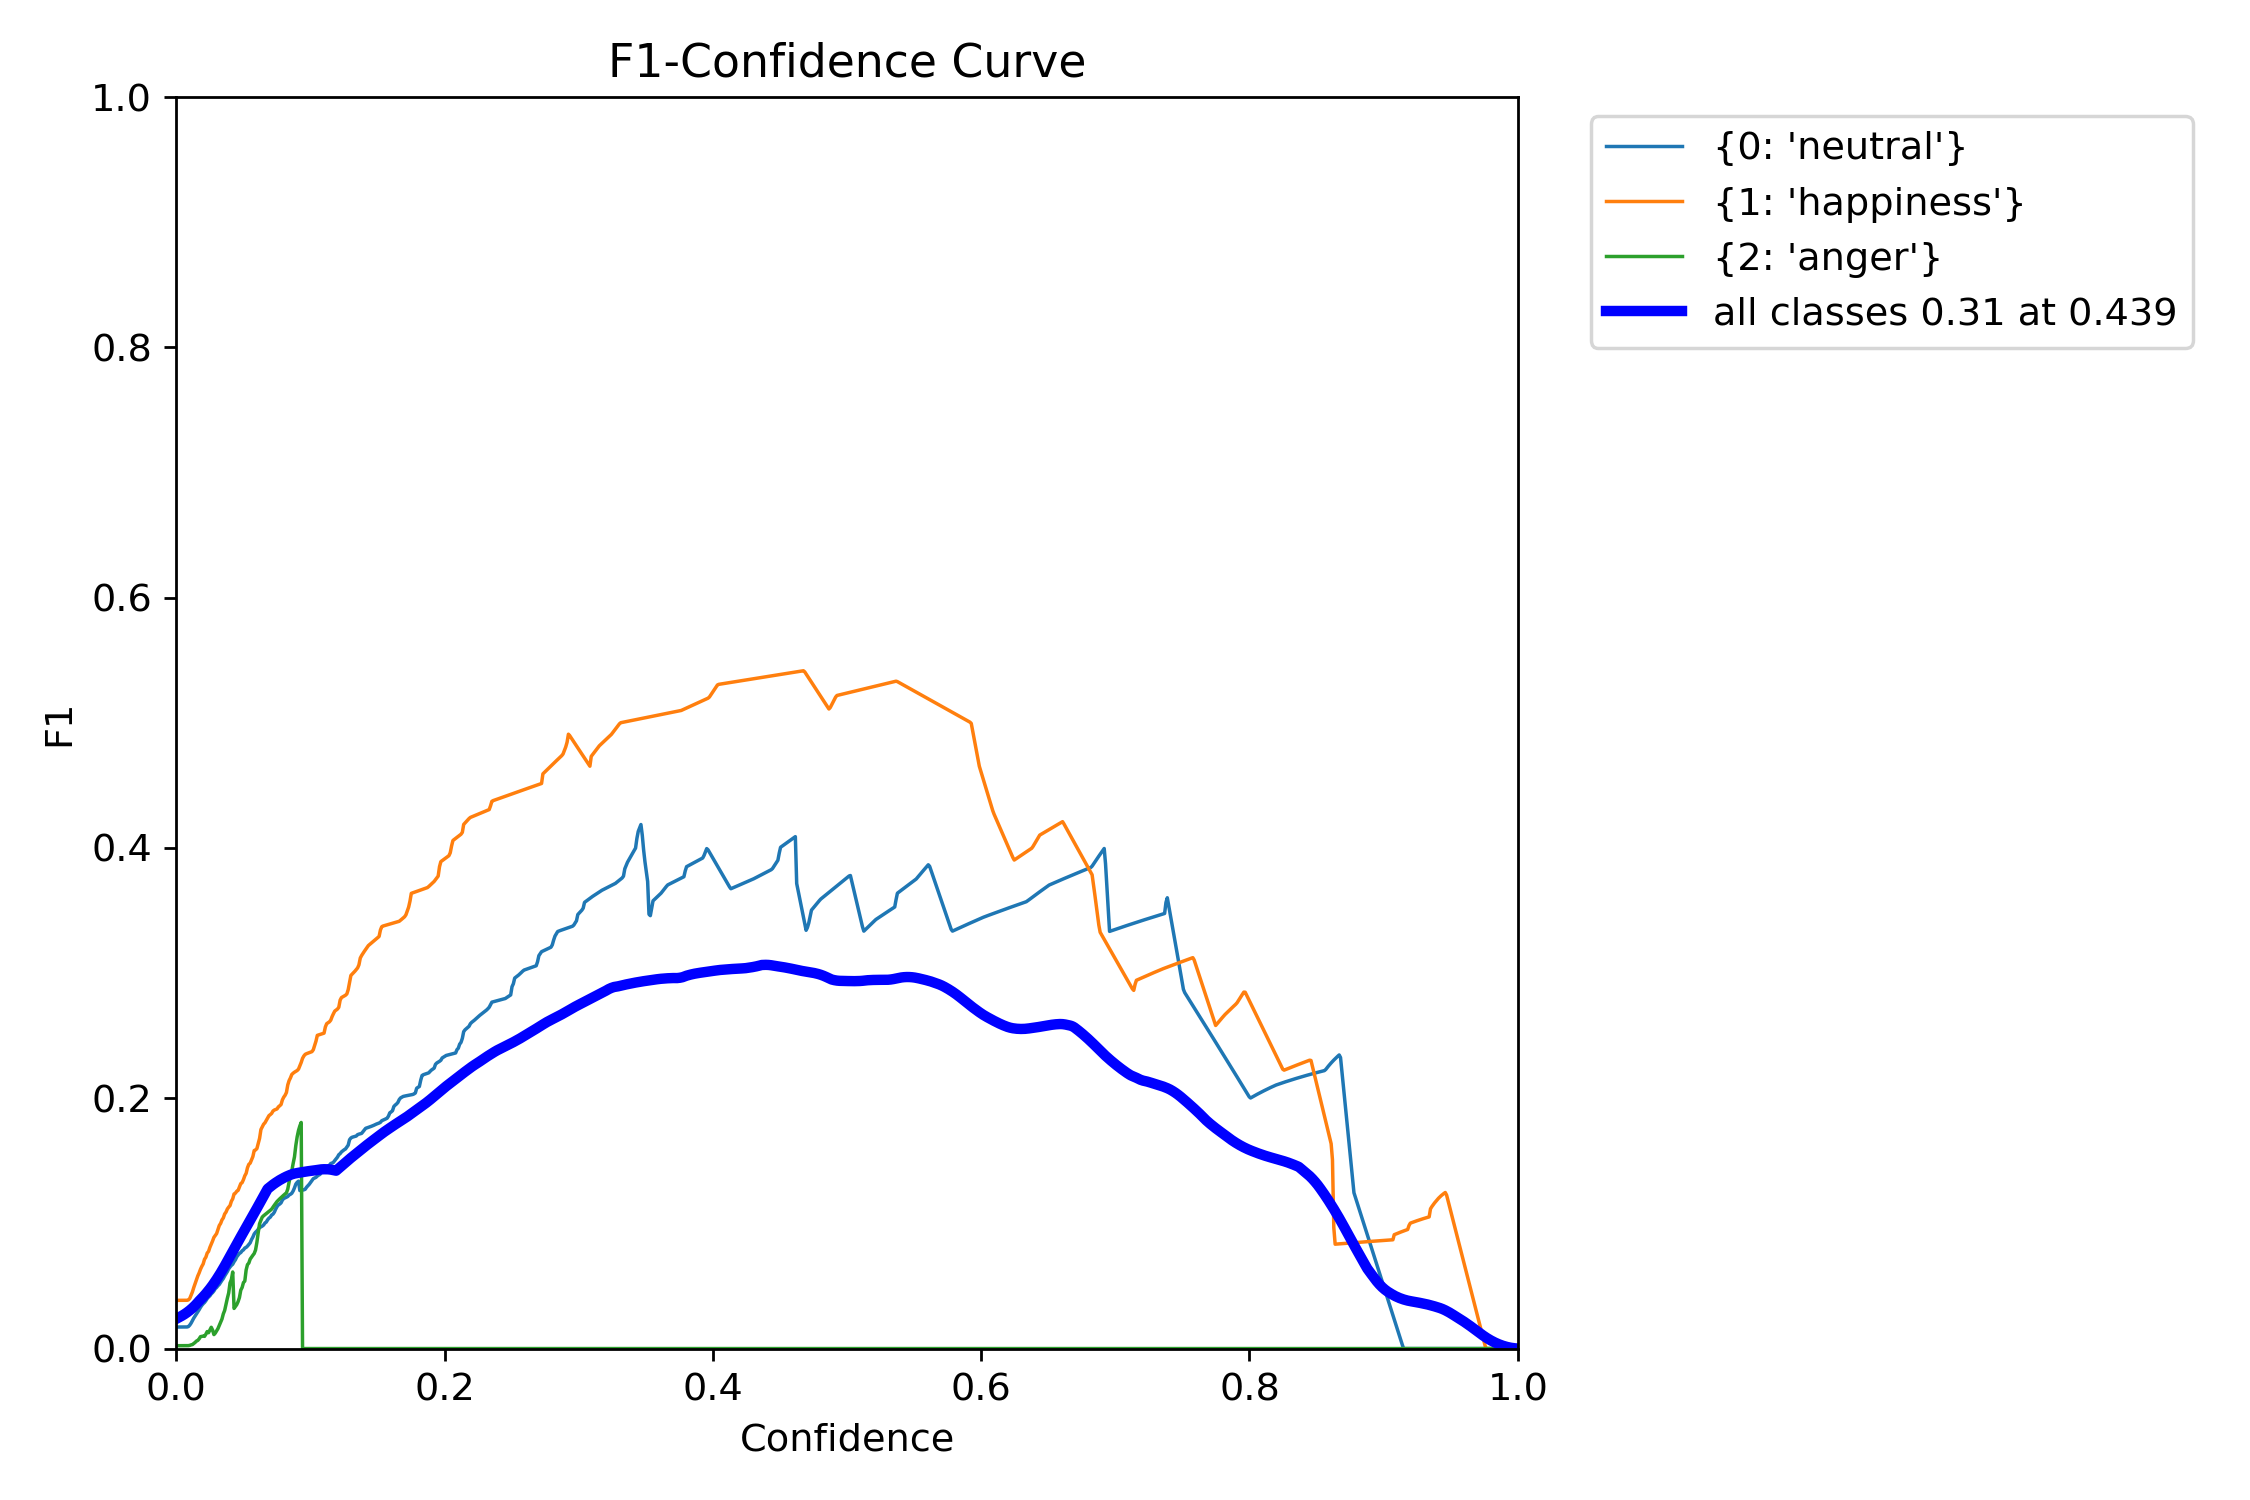 F1-Confidence Curve
1.0
0.8
0.6
0.4
0.2
0.0
F1
0.0 0.2 0.4 0.6 0.8 1.0
Confidence
{0: 'neutral'}
{1: 'happiness'}
{2: 'anger'}
all classes 0.31 at 0.439